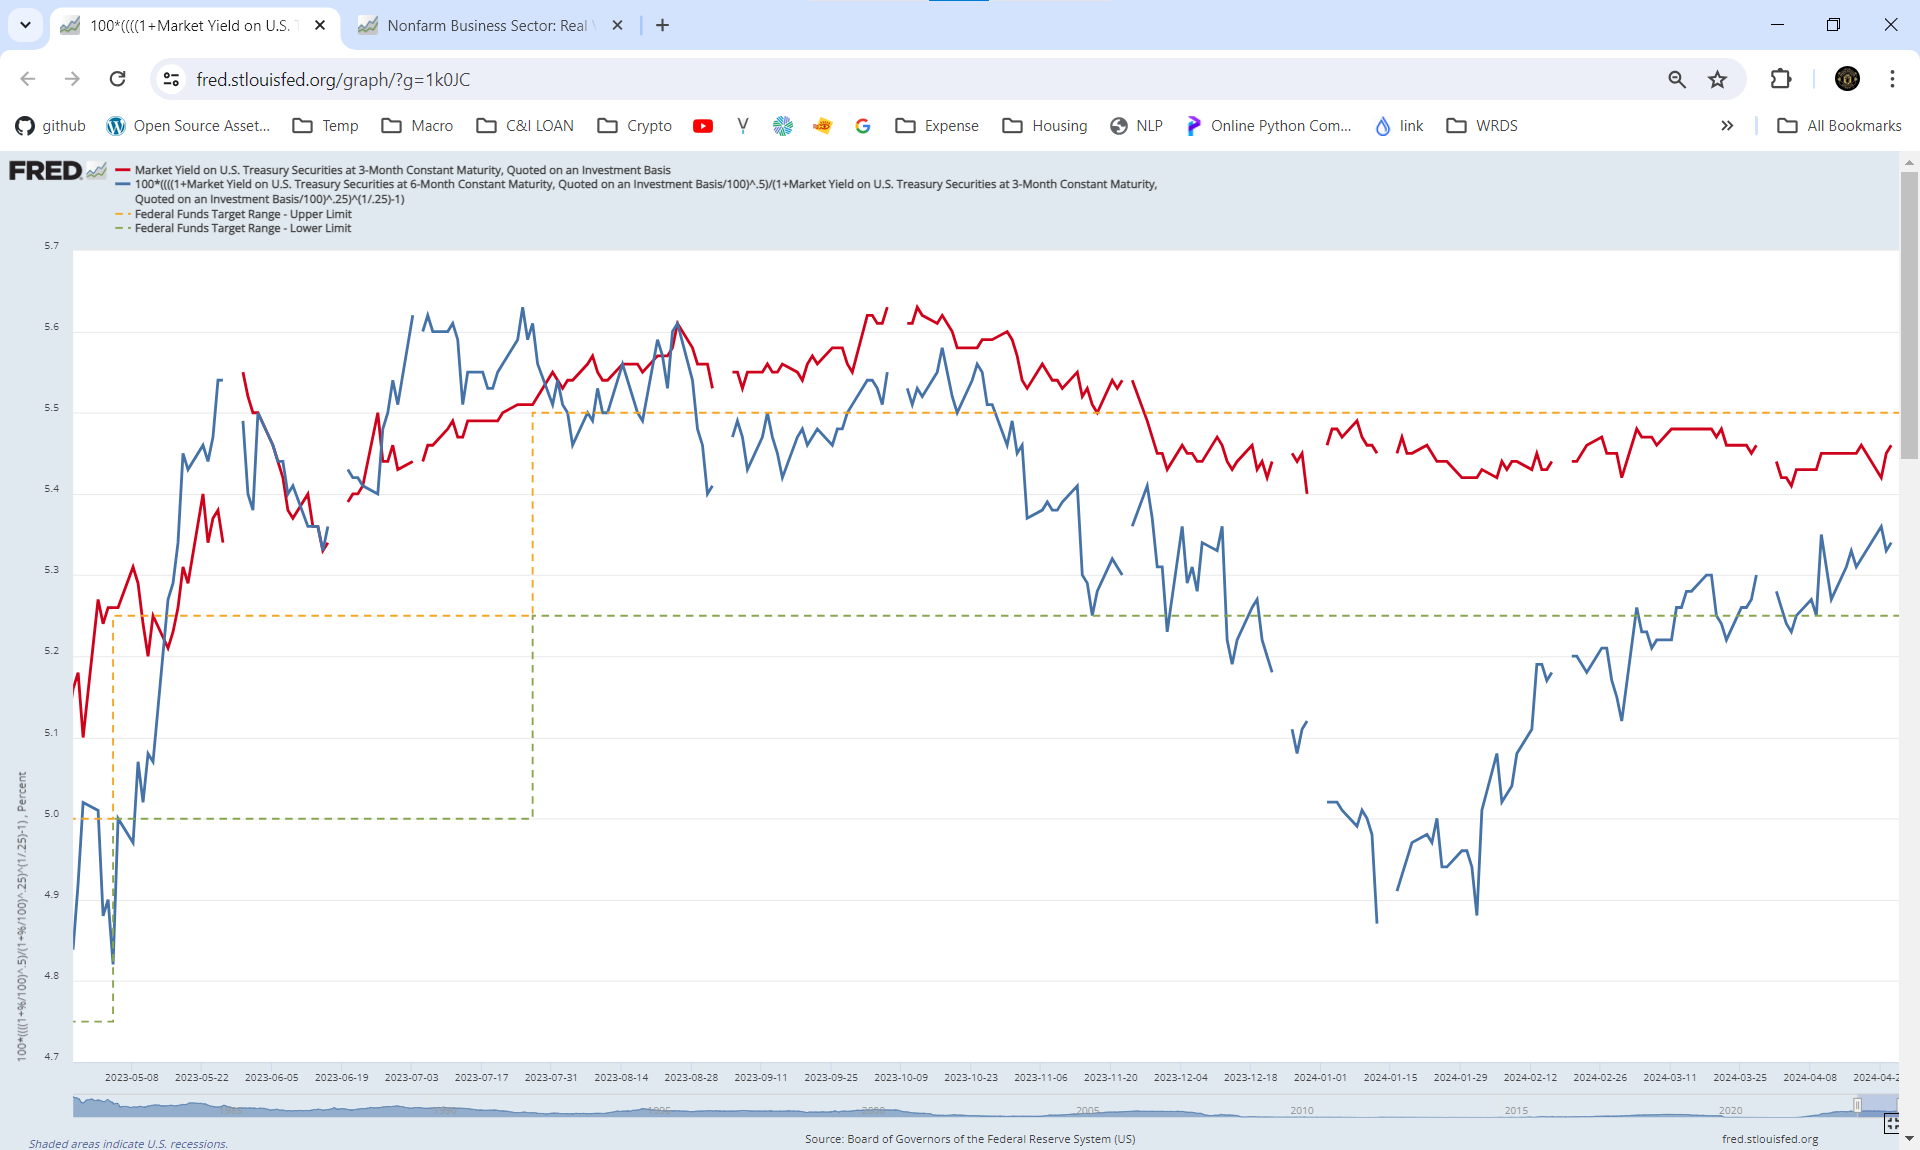 100*((((1+Market Yield on U.S.
Nonfarm Business Sector: Real
fred.stlouisfed.org/graph/?g=1k0JC
github
Open Source Asset...
Temp
Macro
C&I LOAN
Crypto
Expense
Housing
NLP
Online Python Com...
link
WRDS
All Bookmarks
FRED
Market Yield on U.S. Treasury Securities at 3-Month Constant Maturity, Quoted on an Investment Basis
100*((((1+Market Yield on U.S. Treasury Securities at 6-Month Constant Maturity, Quoted on an Investment Basis/100)^.5)/(1+Market Yield on U.S. Treasury Securities at 3-Month Constant Maturity,
Quoted on an Investment Basis/100)^.25)^(1/.25)-1)
Federal Funds Target Range - Upper Limit
Federal Funds Target Range - Lower Limit
5.7
5.6
5.5
5.4
5.3
5.2
5.1
5.0
4.9
4.8
4.7
100*((((1+%/100)^.5)/(1+%/100)^.25)^(1/.25)-1) , Percent
2023-05-08
2023-05-22
2023-06-05
2023-06-19
2023-07-03
2023-07-17
2023-07-31
2023-08-14
2023-08-28
2023-09-11
2023-09-25
2023-10-09
2023-10-23
2023-11-06
2023-11-20
2023-12-04
2023-12-18
2024-01-01
2024-01-15
2024-01-29
2024-02-12
2024-02-26
2024-03-11
2024-03-25
2024-04-08
2024-04-2
1985
1990
1995
2000
2005
2010
2015
2020
Shaded areas indicate U.S. recessions.
Source: Board of Governors of the Federal Reserve System (US)
fred.stlouisfed.org